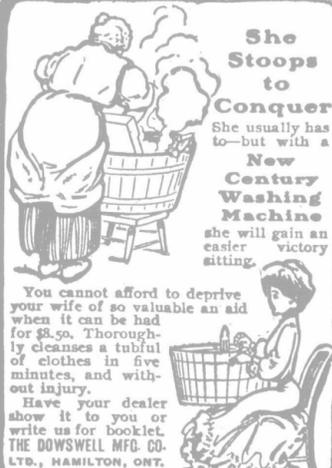 She
Stoops
to
Conquer
She usually has
to—but with a
New
Century
Washing
Machine
she will gain an
easier victory
sitting.
You cannot afford to deprive
your wife of so valuable an aid
when it can be had
for $8.50. Thorough-
ly cleanses a tubful
of clothes in five
minutes, and with-
out injury.
Have your dealer
show it to you or
write us for booklet.
THE DOWSWELL MFG. CO.
LTD., HAMILTON, ONT.